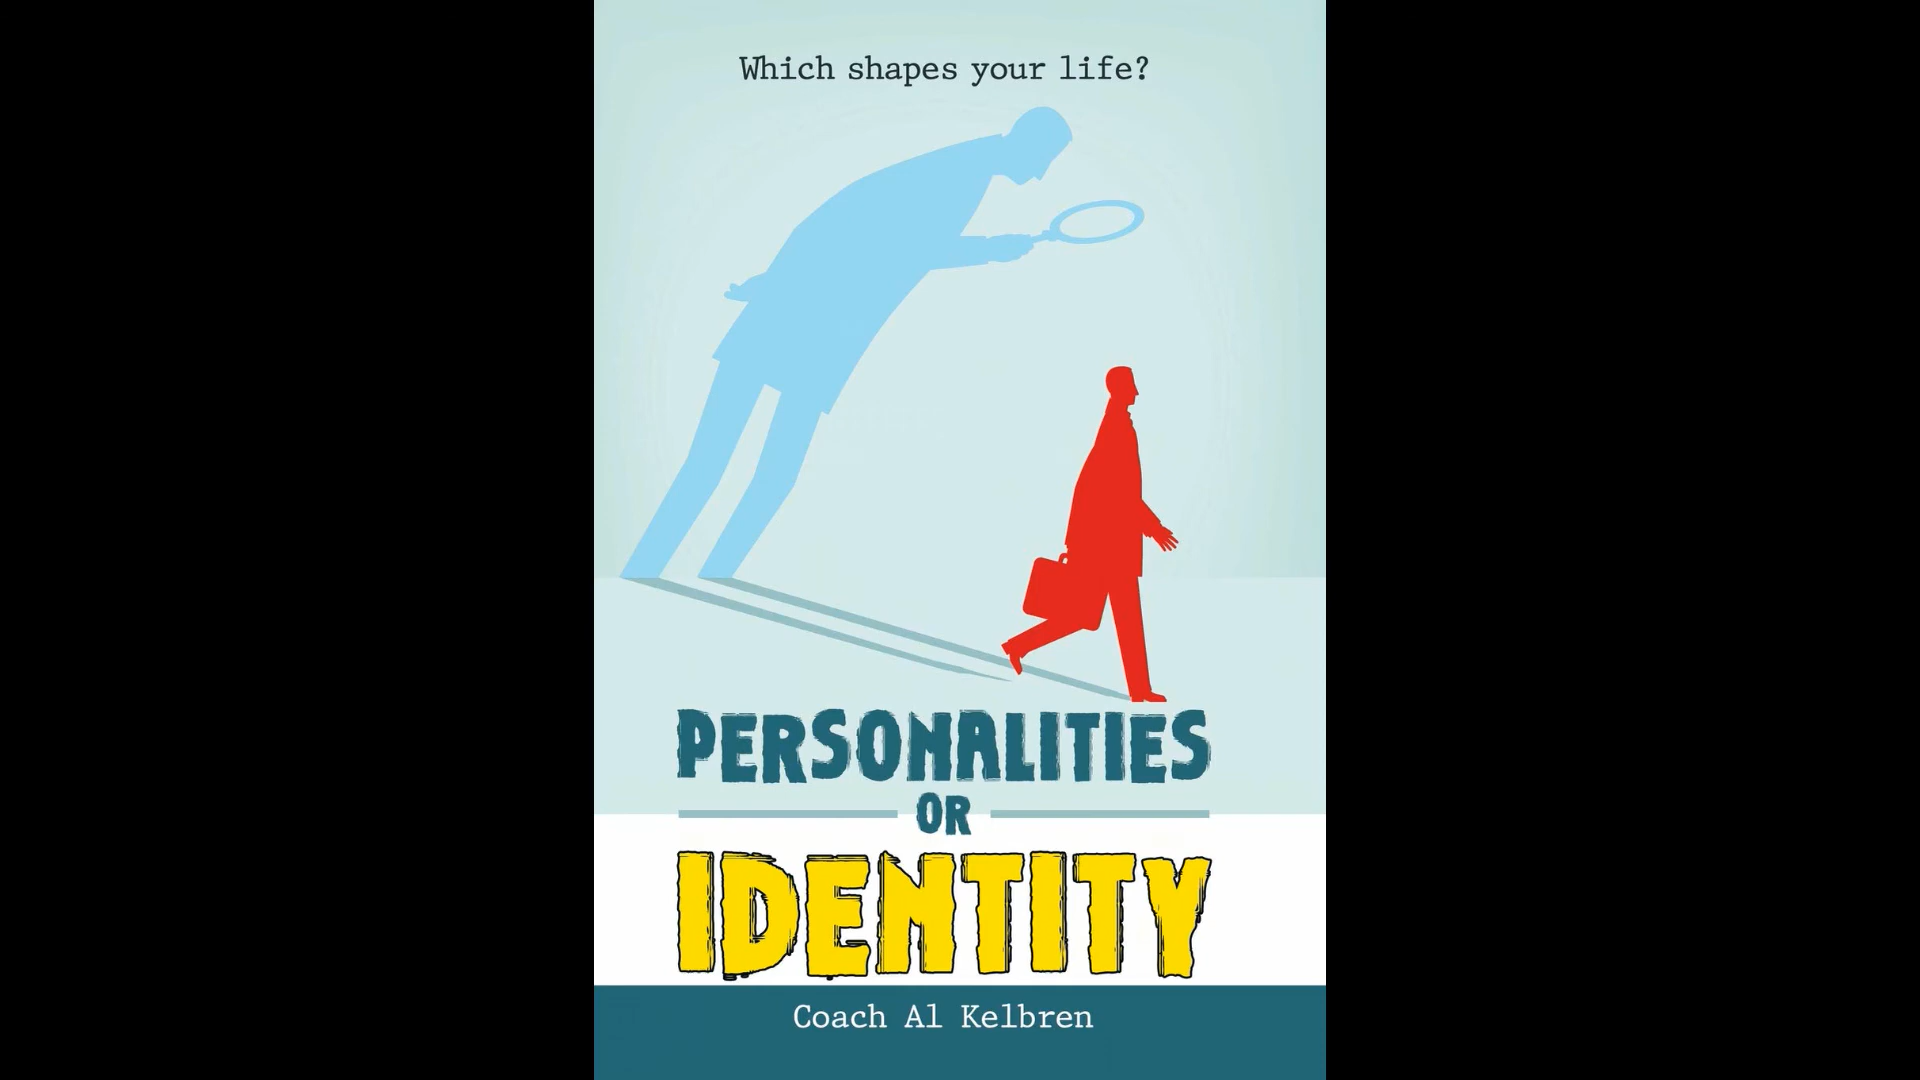 Which shapes your life?
PERSONALITIES
OR
IDENTITY
Coach Al Kelbren